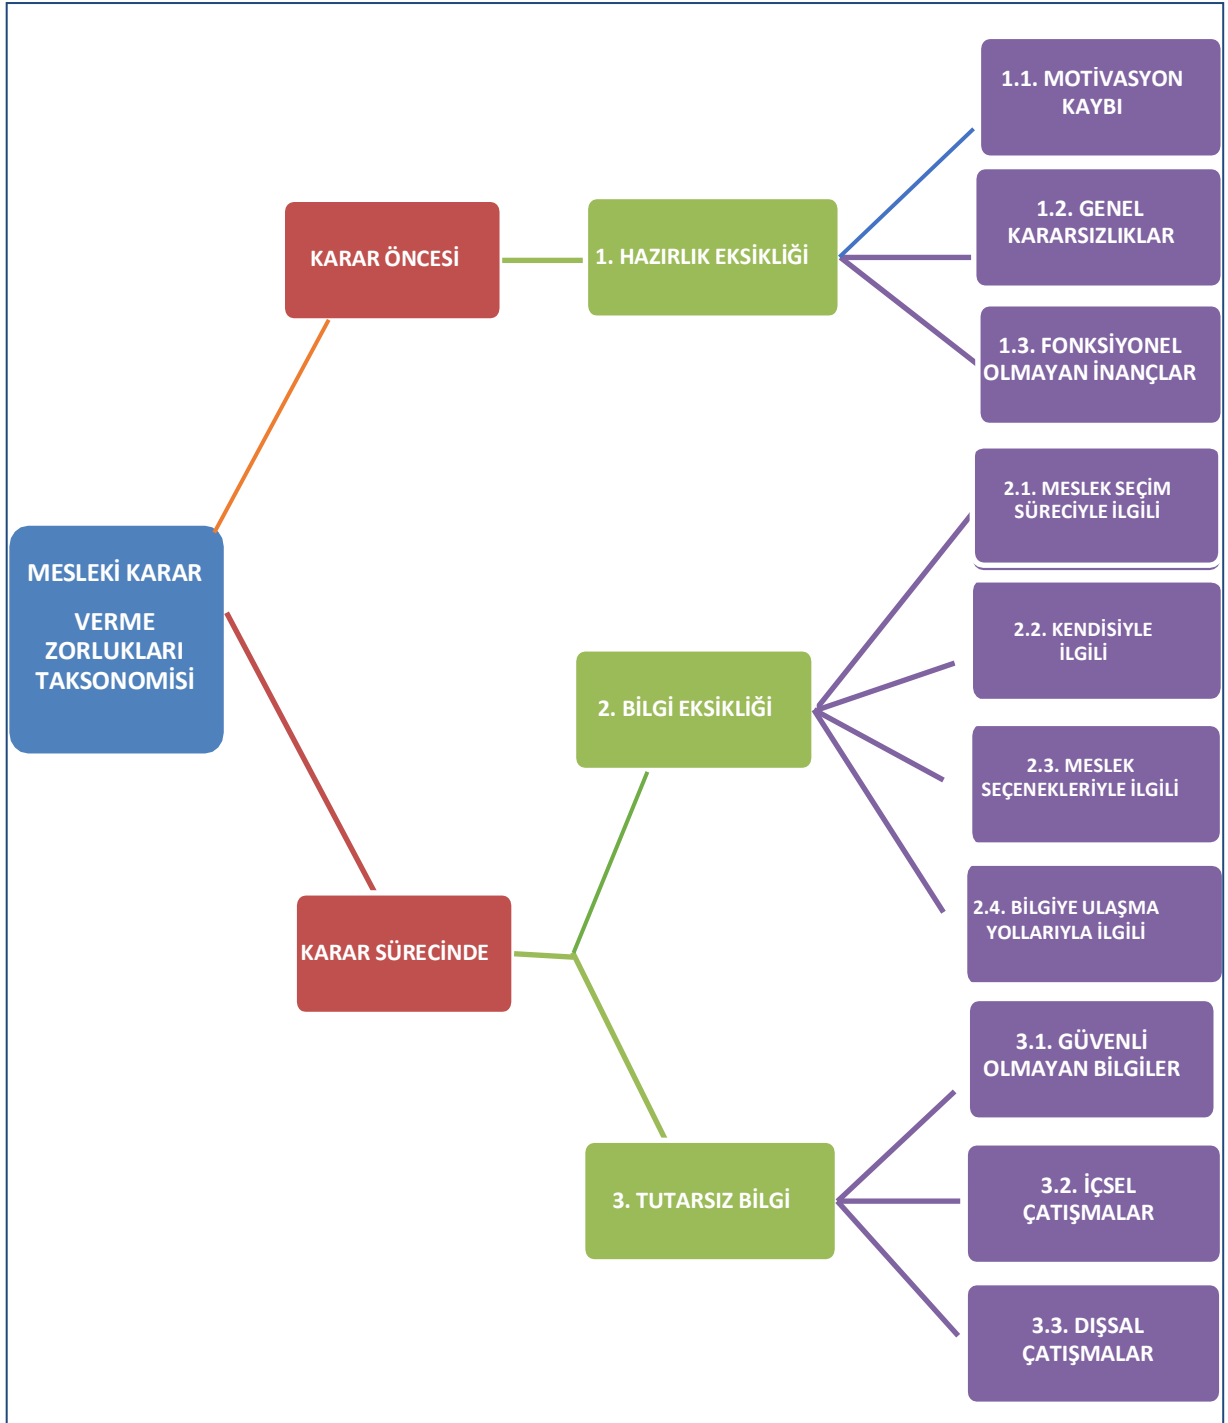 MESLEKİ KARAR
VERME
ZORLUKLARI
TAKSONOMİSİ
KARAR ÖNCESİ
1. HAZIRLIK EKSİKLİĞİ
1.1. MOTİVASYON
KAYBI
1.2. GENEL
KARARSIZLIKLAR
1.3. FONKSİYONEL
OLMAYAN İNANÇLAR
KARAR SÜRECİNDE
2. BİLGİ EKSİKLİĞİ
2.1. MESLEK SEÇİM
SÜRECİYLE İLGİLİ
2.2. KENDİSİYLE
İLGİLİ
2.3. MESLEK
SEÇENEKLERİYLE İLGİLİ
2.4. BİLGİYE ULAŞMA
YOLLARIYLA İLGİLİ
3. TUTARSIZ BİLGİ
3.1. GÜVENLİ
OLMAYAN BİLGİLER
3.2. İÇSEL
ÇATIŞMALAR
3.3. DIŞSAL
ÇATIŞMALAR